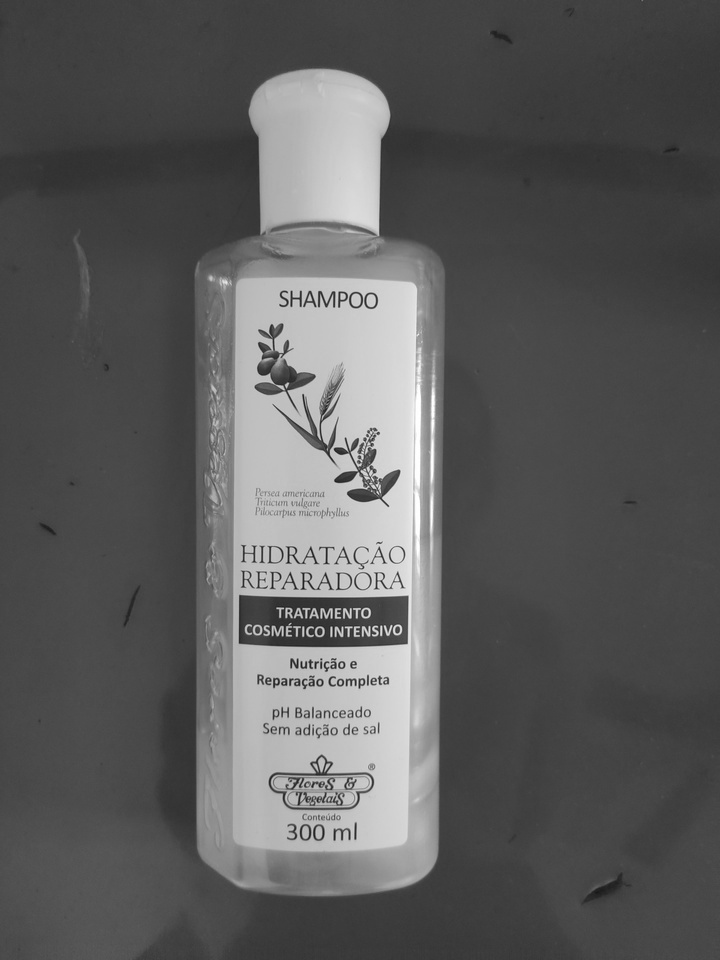 SHAMPOO
Persea americana
Triticum vulgare
Pilocarpus microphyllus
HIDRATAÇÃO
REPARADORA
TRATAMENTO
COSMÉTICO INTENSIVO
Nutrição e
Reparação Completa
pH Balanceado
Sem adição de sal
Flores &
Vegetais
®
Conteúdo
300 ml